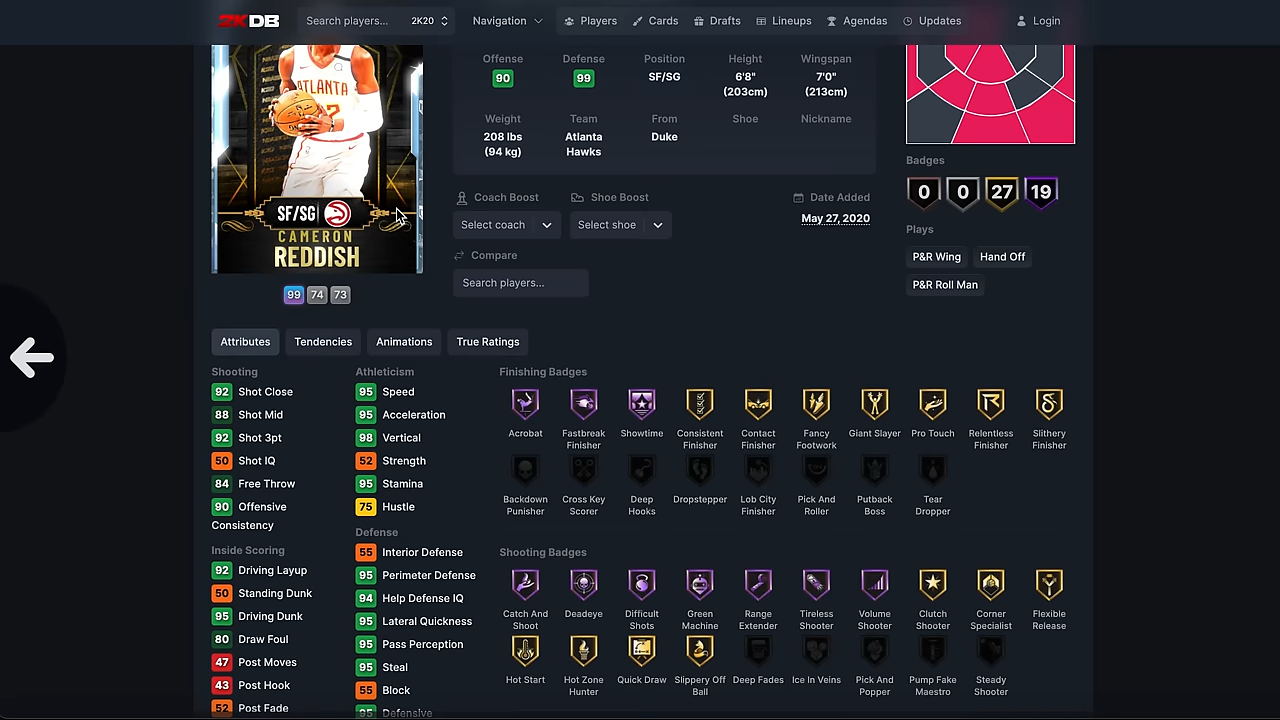 2KDB
Search players...
2K20
Navigation
Players
Cards
Drafts
Lineups
Agendas
Updates
Login
ATLANTA
SF/SG
CAMERON
REDDISH
99 74 73
Offense
Defense
Position
Height
Wingspan
90
99
SF/SG
6'8"
(203cm)
7'0"
(213cm)
Weight
Team
From
Shoe
Nickname
208 lbs
(94 kg)
Atlanta
Hawks
Duke
Coach Boost
Shoe Boost
Date Added
Select coach
Select shoe
May 27, 2020
Compare
Search players...
Badges
0 0 27 19
Plays
P&R Wing
Hand Off
P&R Roll Man
Attributes
Tendencies
Animations
True Ratings
Shooting
92 Shot Close
88 Shot Mid
92 Shot 3pt
50 Shot IQ
84 Free Throw
90 Offensive
Consistency
Inside Scoring
92 Driving Layup
50 Standing Dunk
95 Driving Dunk
80 Draw Foul
47 Post Moves
43 Post Hook
52 Post Fade
Athleticism
95 Speed
95 Acceleration
98 Vertical
52 Strength
95 Stamina
75 Hustle
Defense
55 Interior Defense
95 Perimeter Defense
94 Help Defense IQ
95 Lateral Quickness
95 Pass Perception
95 Steal
55 Block
95 Defensive
Finishing Badges
Acrobat
Fastbreak
Finisher
Showtime
Consistent
Finisher
Contact
Finisher
Fancy
Footwork
Giant Slayer
Pro Touch
Relentless
Finisher
Slithery
Finisher
Backdown
Punisher
Cross Key
Scorer
Deep
Hooks
Dropstepper
Lob City
Finisher
Pick And
Roller
Putback
Boss
Tear
Dropper
Shooting Badges
Catch And
Shoot
Deadeye
Difficult
Shots
Green
Machine
Range
Extender
Tireless
Shooter
Volume
Shooter
Clutch
Shooter
Corner
Specialist
Flexible
Release
Hot Start
Hot Zone
Hunter
Quick Draw
Slippery Off
Ball
Deep Fades
Ice In Veins
Pick And
Popper
Pump Fake
Maestro
Steady
Shooter